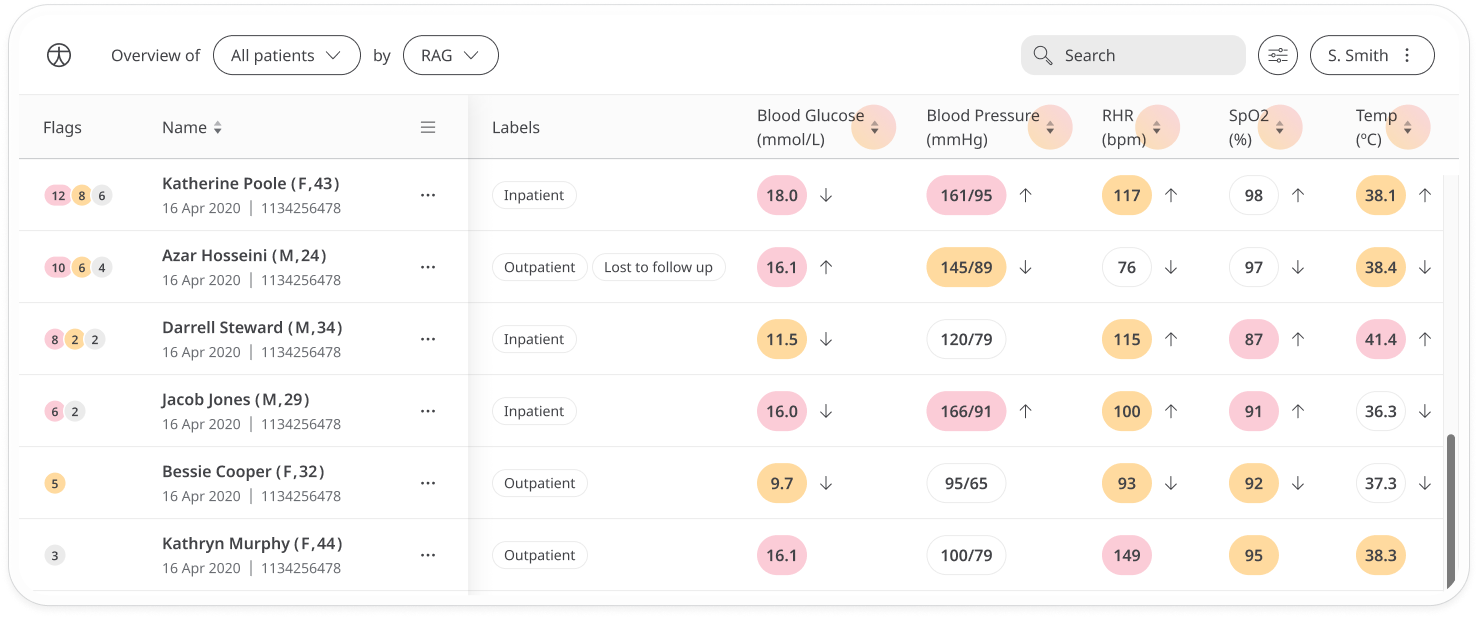 Overview of All patients by RAG Search S. Smith
Flags Name Labels Blood Glucose (mmol/L) Blood Pressure (mmHg) RHR (bpm) SpO2 (%) Temp (ºC)
12 8 6 Katherine Poole (F,43) Inpatient 18.0 ↓ 161/95 ↑ 117 ↑ 98 ↑ 38.1 ↑
16 Apr 2020 | 1134256478
10 6 4 Azar Hosseini (M,24) Outpatient Lost to follow up 16.1 ↑ 145/89 ↓ 76 ↓ 97 ↓ 38.4 ↓
16 Apr 2020 | 1134256478
8 2 2 Darrell Steward (M,34) Inpatient 11.5 ↓ 120/79 115 ↑ 87 ↑ 41.4 ↑
16 Apr 2020 | 1134256478
6 2 Jacob Jones (M,29) Inpatient 16.0 ↓ 166/91 ↑ 100 ↑ 91 ↑ 36.3 ↓
16 Apr 2020 | 1134256478
5 Bessie Cooper (F,32) Outpatient 9.7 ↓ 95/65 93 ↓ 92 ↓ 37.3 ↓
16 Apr 2020 | 1134256478
3 Kathryn Murphy (F,44) Outpatient 16.1 100/79 149 95 38.3
16 Apr 2020 | 1134256478